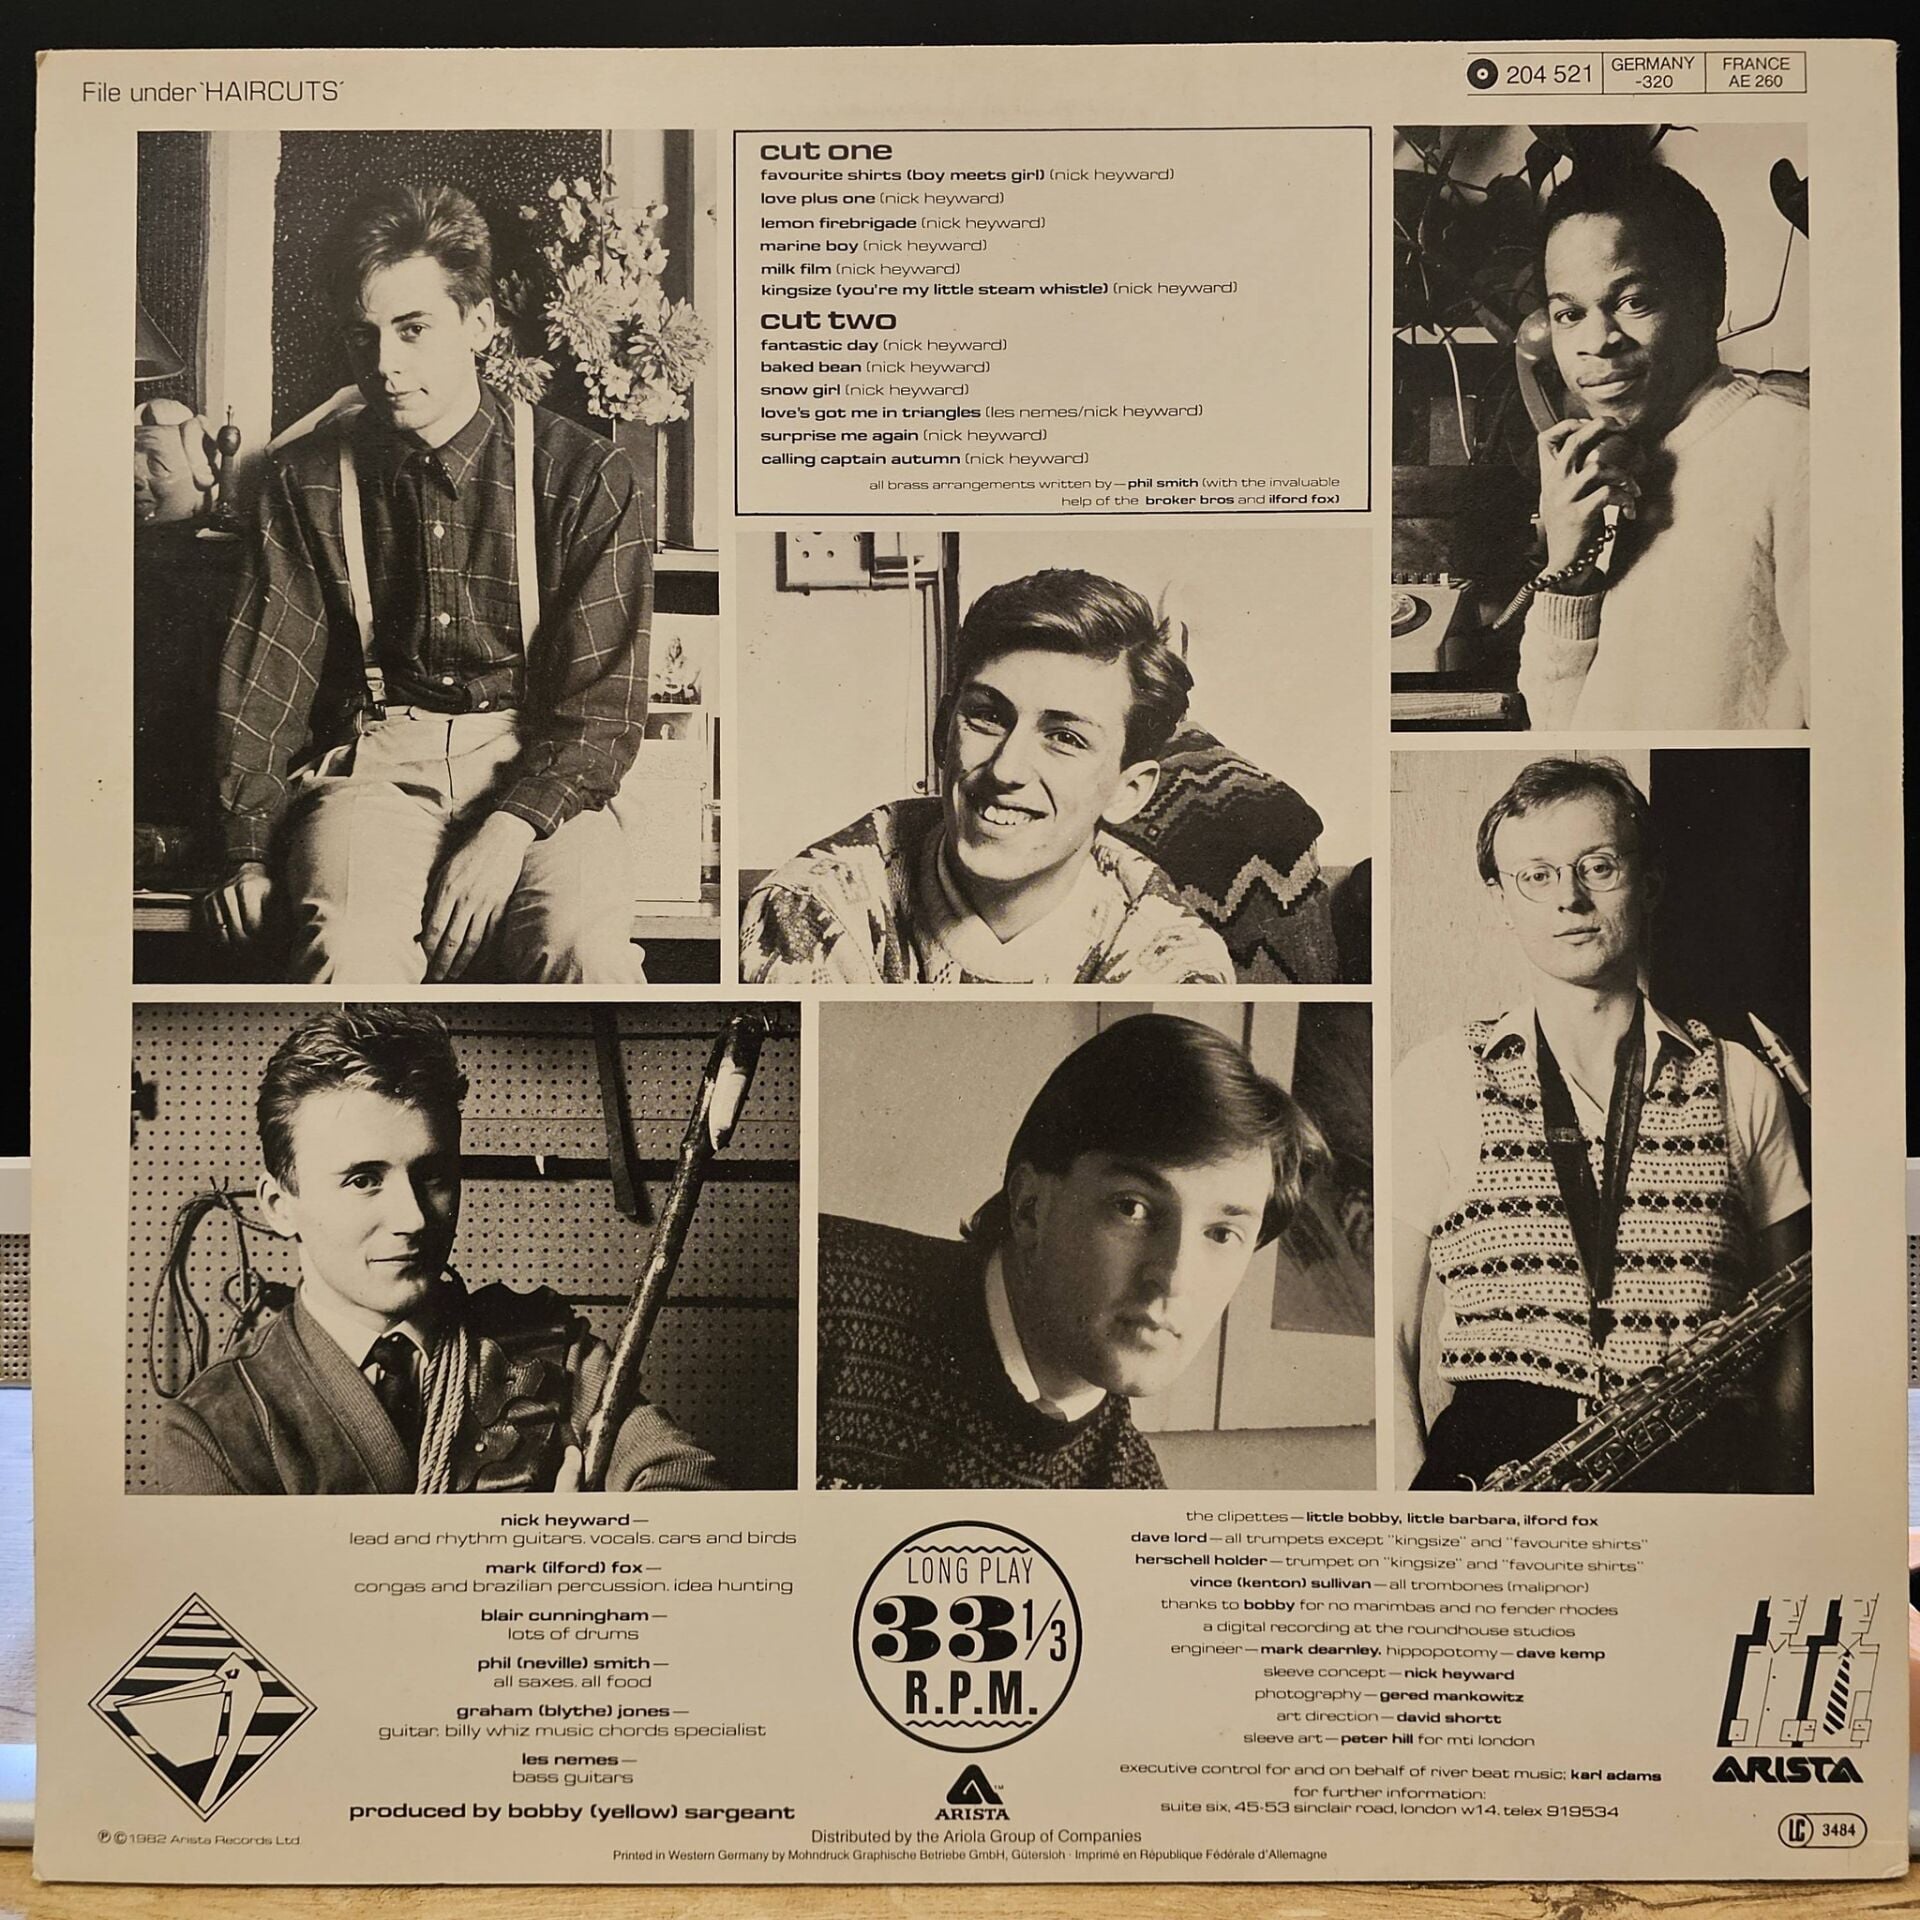 File under 'HAIRCUTS'
204 521
GERMANY
-320
FRANCE
AE 260
cut one
favourite shirts (boy meets girl) (nick heyward)
love plus one (nick heyward)
lemon firebrigade (nick heyward)
marine boy (nick heyward)
milk film (nick heyward)
kingsize (you're my little steam whistle) (nick heyward)
cut two
fantastic day (nick heyward)
baked bean (nick heyward)
snow girl (nick heyward)
love's got me in triangles (les nemes/nick heyward)
surprise me again (nick heyward)
calling captain autumn (nick heyward)
all brass arrangements written by—phil smith (with the invaluable
help of the broker bros and ilford fox)
nick heyward—
lead and rhythm guitars, vocals, cars and birds
mark (ilford) fox—
congas and brazilian percussion, idea hunting
blair cunningham—
lots of drums
phil (neville) smith—
all saxes, all food
graham (blythe) jones—
guitar, billy whiz music chords specialist
les nemes—
bass guitars
produced by bobby (yellow) sargeant
℗©1982 Arista Records Ltd.
LONG PLAY
33 1/3
R.P.M.
ARISTA™
the clipettes—little bobby, little barbara, ilford fox
dave lord—all trumpets except "kingsize" and "favourite shirts"
herschell holder—trumpet on "kingsize" and "favourite shirts"
vince (kenton) sullivan—all trombones (malipnor)
thanks to bobby for no marimbas and no fender rhodes
a digital recording at the roundhouse studios
engineer—mark dearnley, hippopotomy—dave kemp
sleeve concept—nick heyward
photography—gered mankowitz
art direction—david shortt
sleeve art—peter hill for mti london
executive control for and on behalf of river beat music; karl adams
for further information:
suite six, 45-53 sinclair road, london w14. telex 919534
ARISTA
LC 3484
Distributed by the Ariola Group of Companies
Printed in Western Germany by Mohndruck Graphische Betriebe GmbH, Gütersloh · Imprimé en République Fédérale d'Allemagne